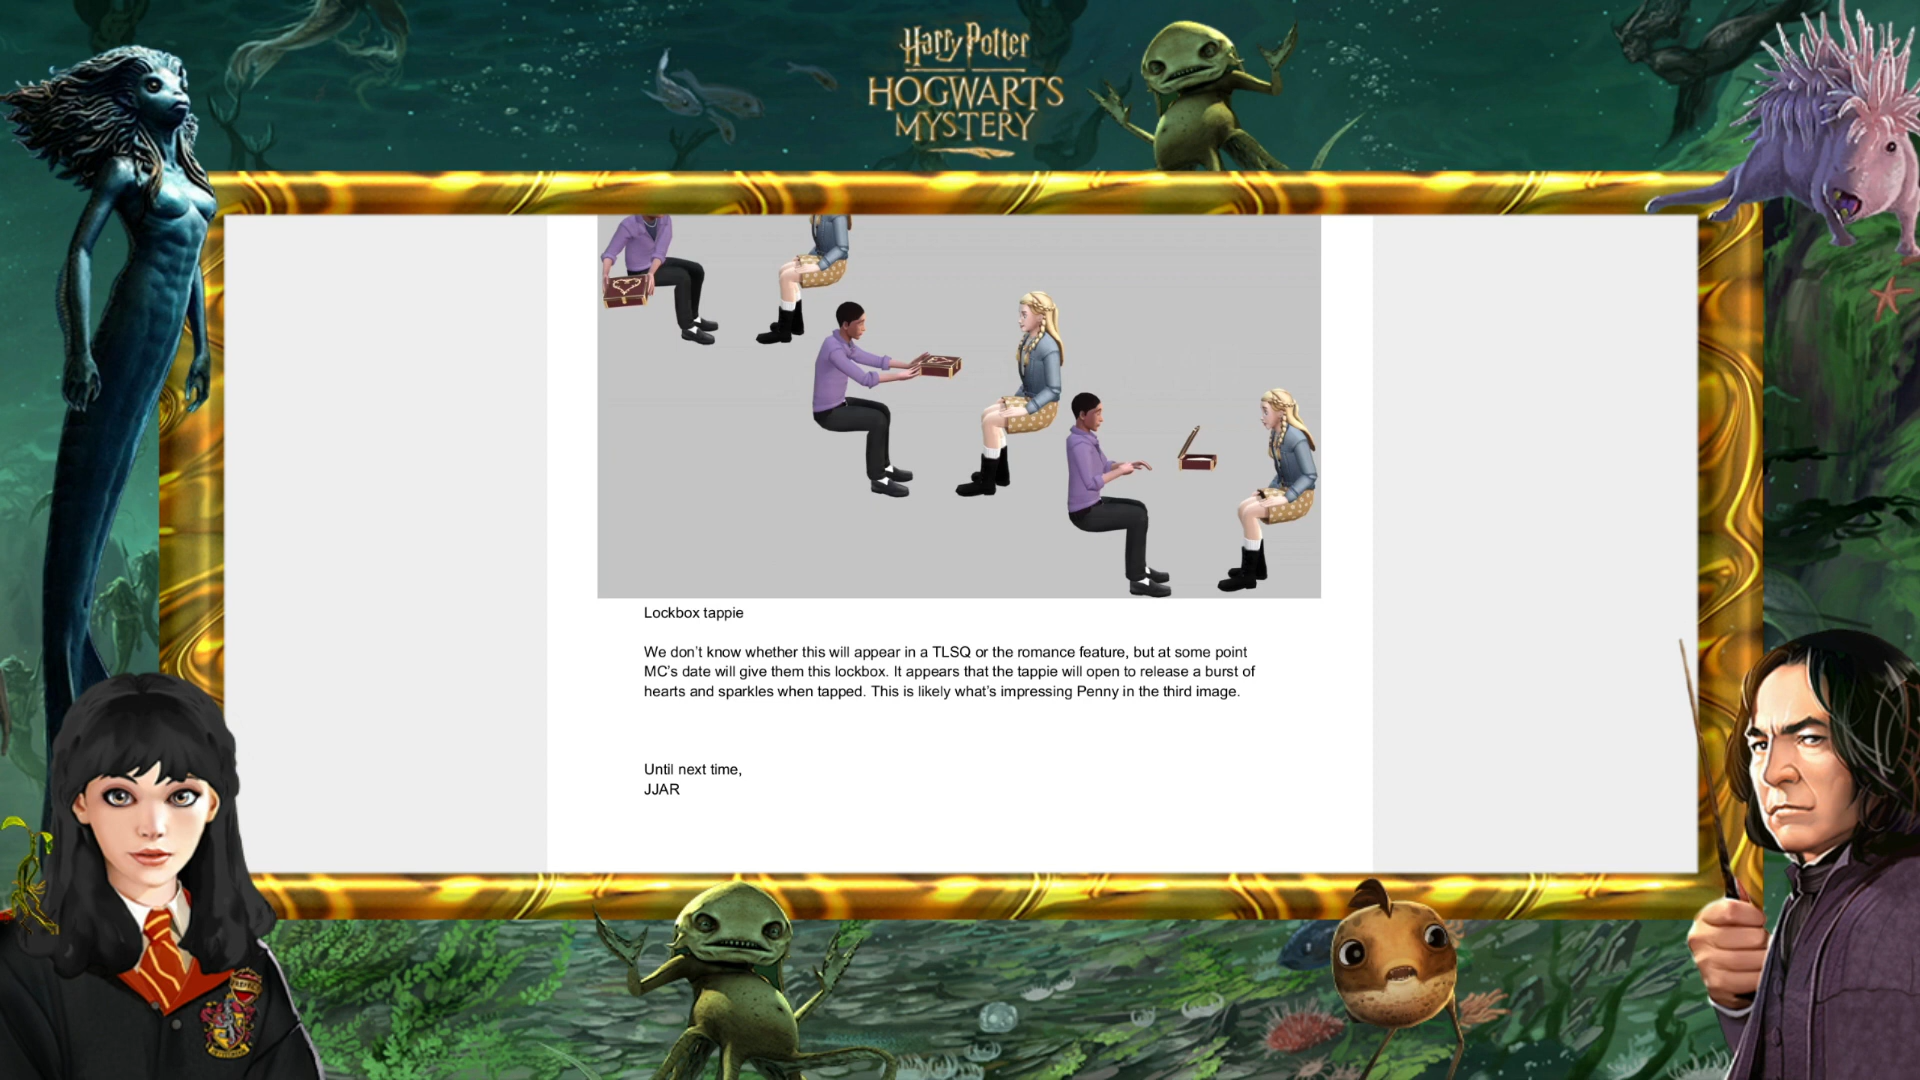 Harry Potter
HOGWARTS
MYSTERY
Lockbox tappie
We don't know whether this will appear in a TLSQ or the romance feature, but at some point
MC's date will give them this lockbox. It appears that the tappie will open to release a burst of
hearts and sparkles when tapped. This is likely what's impressing Penny in the third image.
Until next time,
JJAR
PREFECT